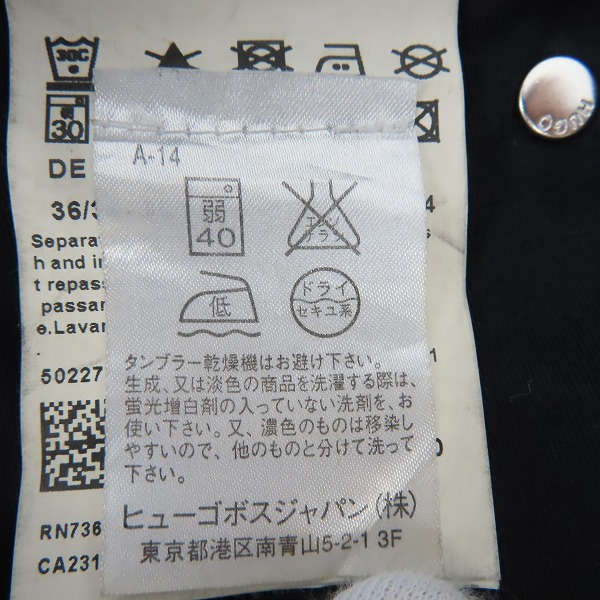 30C
30
DE
36/3
4
Separat
s
h and in
t repass
passar
e.Lavar
50227
1
0
RN736
CA231
HUGO
A-14
弱
40
エンソ
サラシ
低
ドライ
セキユ系
タンブラー乾燥機はお避け下さい。
生成、又は淡色の商品を洗濯する際は、
蛍光増白剤の入っていない洗剤を、お
使い下さい。又、濃色のものは移染し
やすいので、他のものと分けて洗って
下さい。
ヒューゴボスジャパン(株)
東京都港区南青山5-2-1 3F